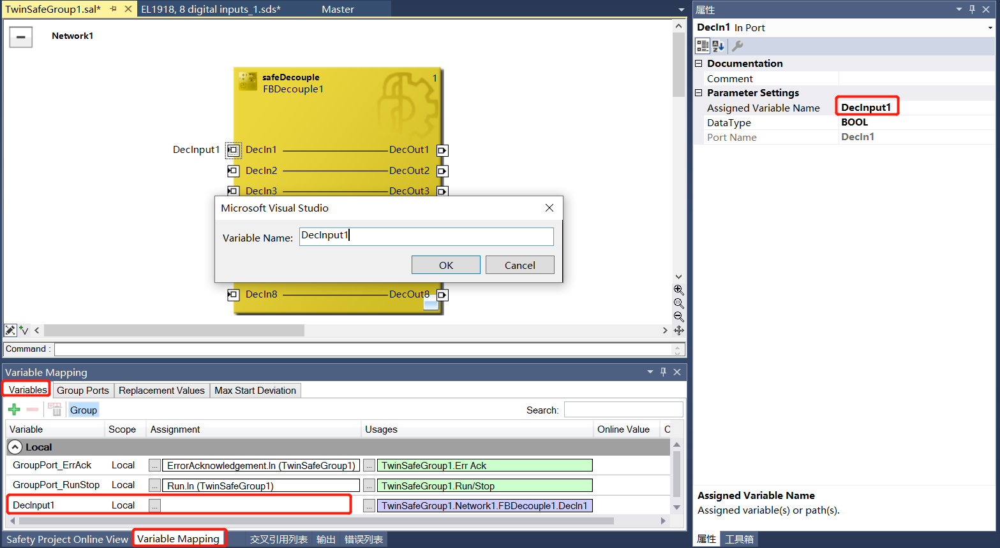 TwinSafeGroup1.sal*
EL1918, 8 digital inputs_1.sds*
Master
Network1
safeDecouple
FBDecouple1
1
DecInput1
DecIn1
DecOut1
DecIn2
DecOut2
DecIn3
DecOut3
Microsoft Visual Studio
Variable Name:
DecInput1
OK
Cancel
DecIn8
DecOut8
Command :
属性
DecIn1 In Port
Documentation
Comment
Parameter Settings
Assigned Variable Name
DecInput1
DataType
BOOL
Port Name
DecIn1
Assigned Variable Name
Assigned variable(s) or path(s).
属性
工具箱
Variable Mapping
Variables
Group Ports
Replacement Values
Max Start Deviation
Group
Search:
Variable
Scope
Assignment
Usages
Online Value
C
Local
GroupPort_ErrAck
Local
...
ErrorAcknowledgement.In (TwinSafeGroup1)
...
TwinSafeGroup1.Err Ack
GroupPort_RunStop
Local
...
Run.In (TwinSafeGroup1)
...
TwinSafeGroup1.Run/Stop
DecInput1
Local
...
...
TwinSafeGroup1.Network1.FBDecouple1.DecIn1
Safety Project Online View
Variable Mapping
交叉引用列表
输出
错误列表